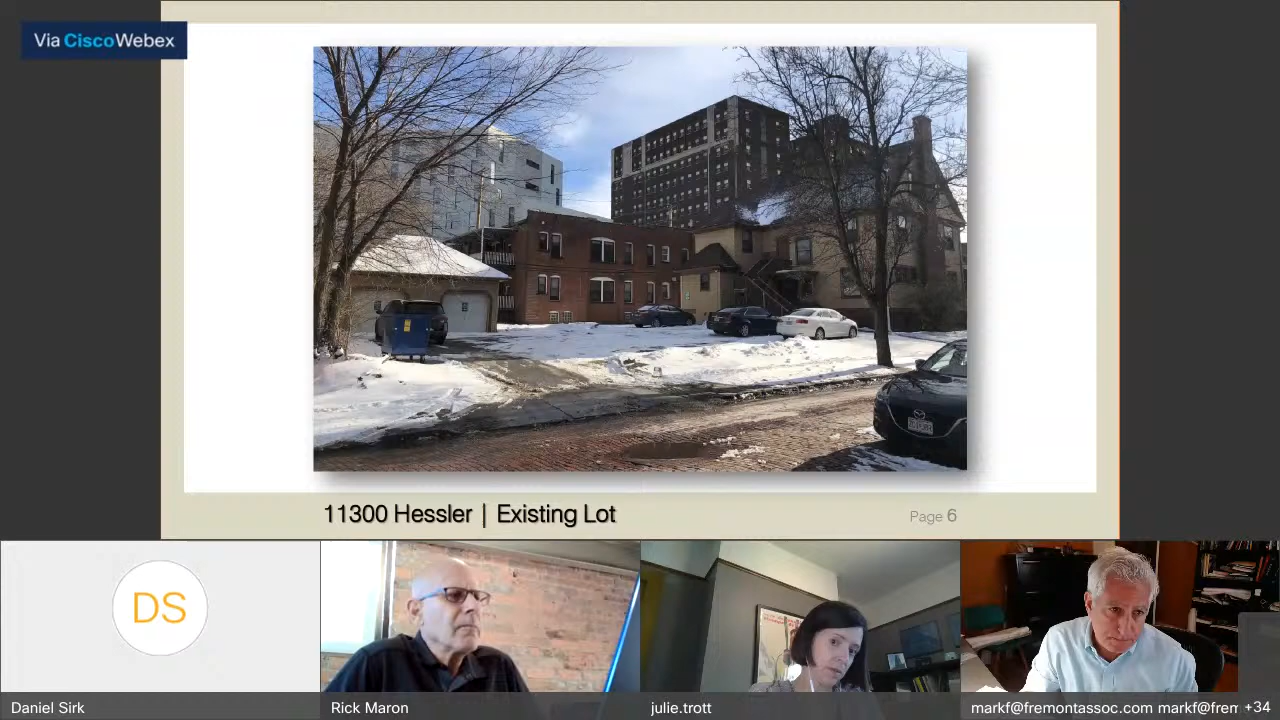 Via CiscoWebex
11300 Hessler | Existing Lot
Page 6
DS
Daniel Sirk
Rick Maron
julie.trott
markf@fremontassoc.com markf@frem
+34